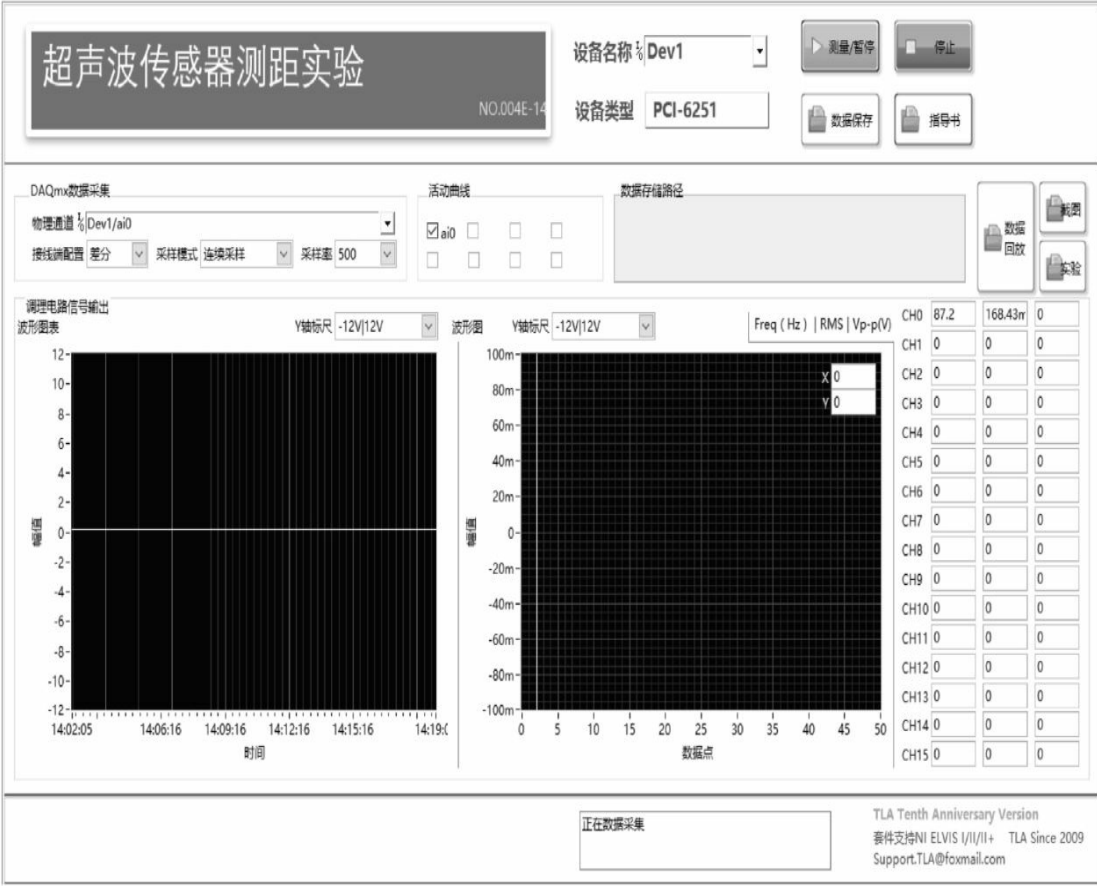 超声波传感器测距实验
NO.004E-14
设备名称 Dev1
设备类型 PCI-6251
测量/暂停
停止
数据保存
指导书
DAQmx数据采集
物理通道 Dev1/ai0
接线端配置 差分 采样模式 连续采样 采样率 500
活动曲线
ai0
数据存储路径
数据
回放
截图
实验
调理电路信号输出
波形图表 Y轴标尺 -12V|12V
12
10
8
6
4
2
0
-2
-4
-6
-8
-10
-12
幅值
14:02:05 14:06:16 14:09:16 14:12:16 14:15:16 14:19:0
时间
波形图 Y轴标尺 -12V|12V
100m
80m
60m
40m
20m
0
-20m
-40m
-60m
-80m
-100m
幅值
X 0
Y 0
0 5 10 15 20 25 30 35 40 45 50
数据点
Freq ( Hz ) | RMS | Vp-p(V)
CH0 87.2 168.43m 0
CH1 0 0 0
CH2 0 0 0
CH3 0 0 0
CH4 0 0 0
CH5 0 0 0
CH6 0 0 0
CH7 0 0 0
CH8 0 0 0
CH9 0 0 0
CH10 0 0 0
CH11 0 0 0
CH12 0 0 0
CH13 0 0 0
CH14 0 0 0
CH15 0 0 0
正在数据采集
TLA Tenth Anniversary Version
套件支持NI ELVIS I/II/II+ TLA Since 2009
Support.TLA@foxmail.com